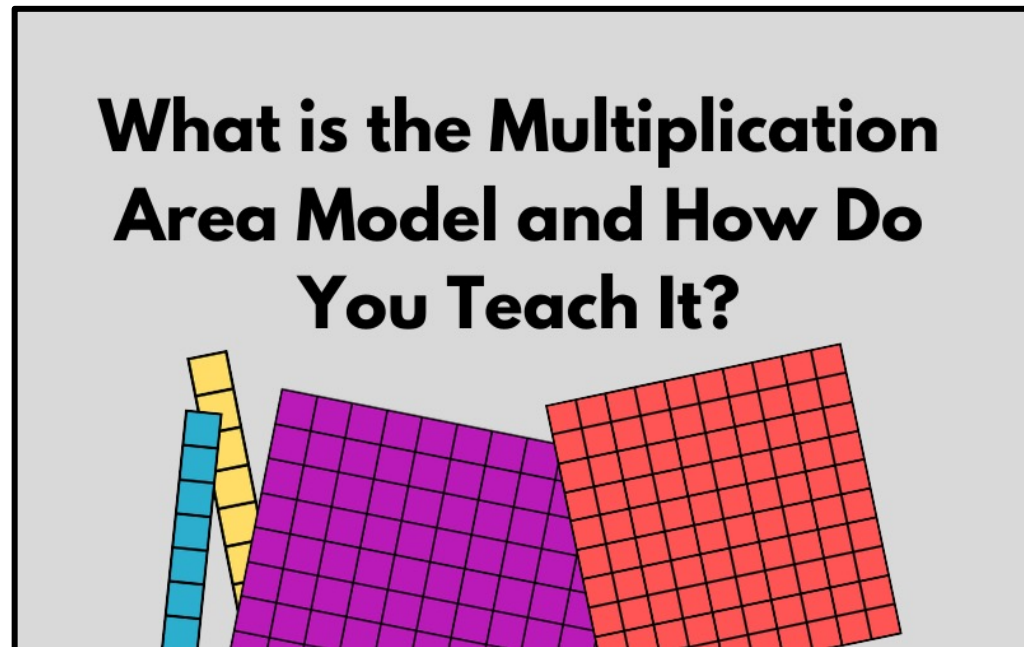 What is the Multiplication
Area Model and How Do
You Teach It?